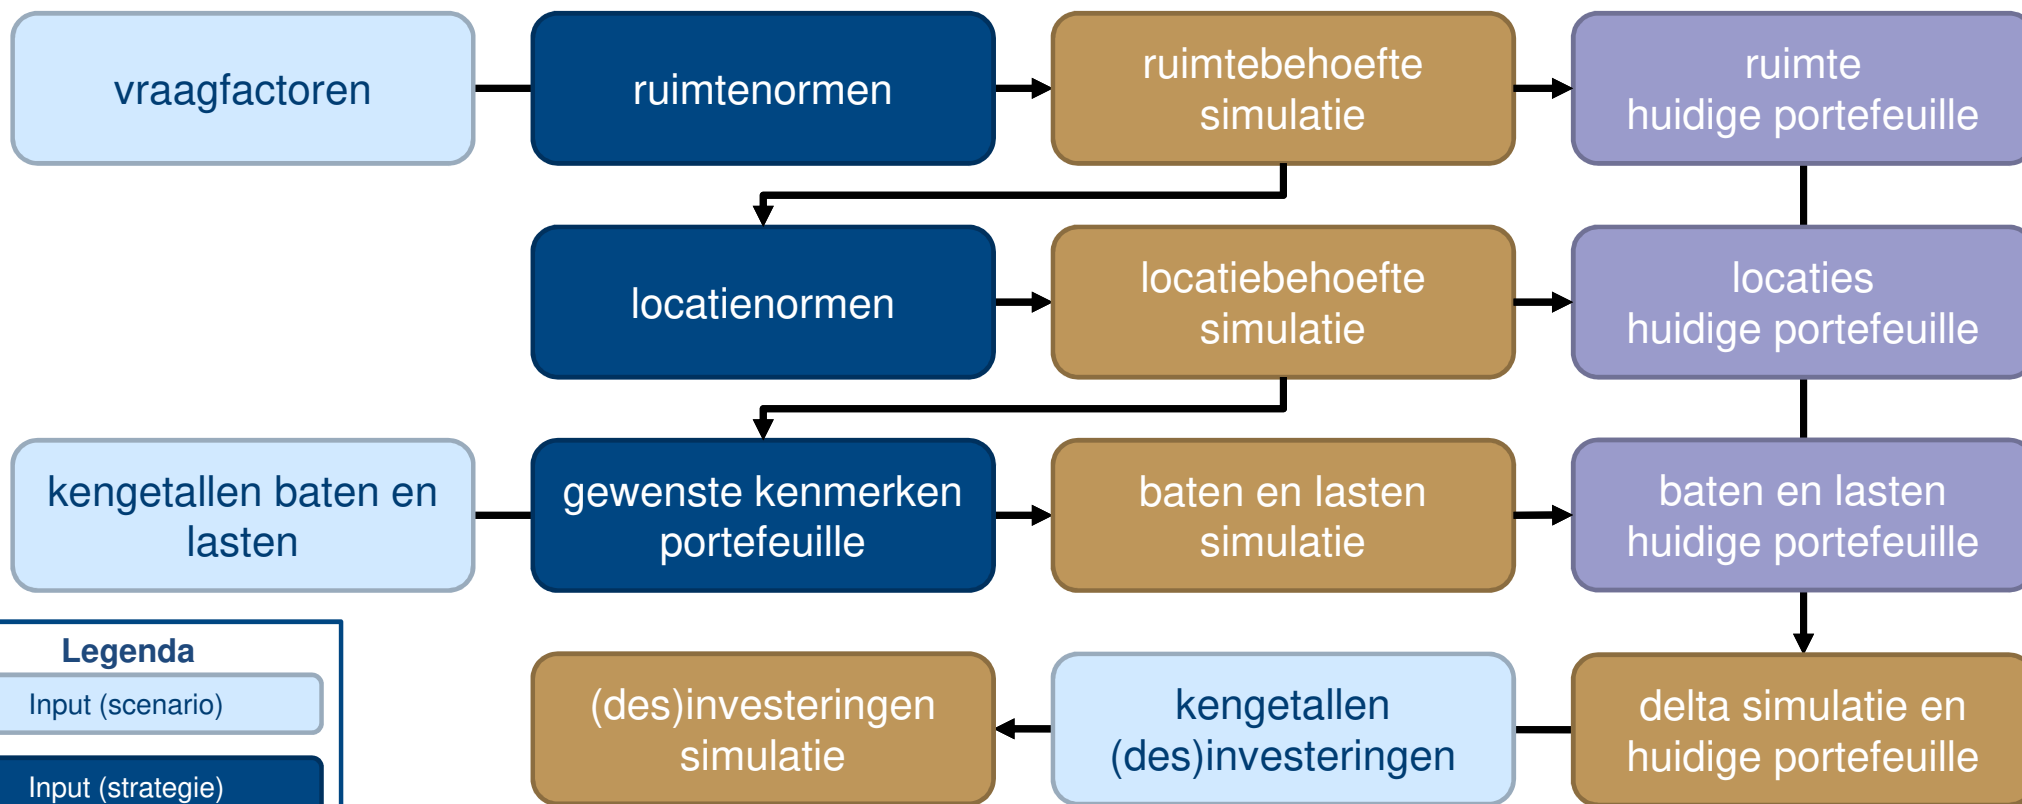 vraagfactoren
ruimtenormen
ruimtebehoefte
simulatie
ruimte
huidige portefeuille
locatienormen
locatiebehoefte
simulatie
locaties
huidige portefeuille
kengetallen baten en
lasten
gewenste kenmerken
portefeuille
baten en lasten
simulatie
baten en lasten
huidige portefeuille
Legenda
Input (scenario)
Input (strategie)
(des)investeringen
simulatie
kengetallen
(des)investeringen
delta simulatie en
huidige portefeuille